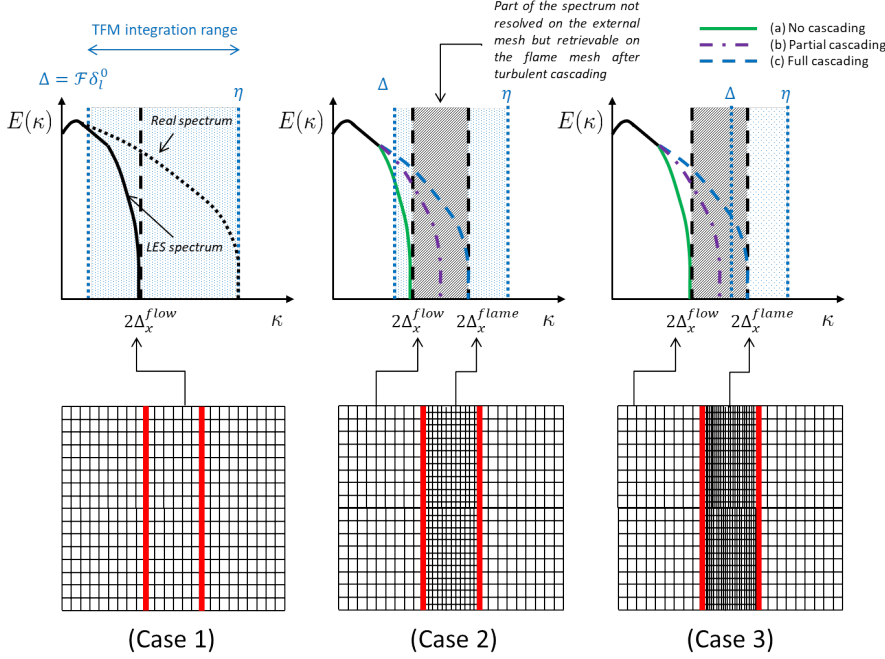 TFM integration range
Δ = ℱδ_l^0
η
E(κ)
Real spectrum
LES spectrum
2Δ_x^{flow}
κ
Part of the spectrum not
resolved on the external
mesh but retrievable on
the flame mesh after
turbulent cascading
Δ
η
E(κ)
2Δ_x^{flow}
2Δ_x^{flame}
κ
(a) No cascading
(b) Partial cascading
(c) Full cascading
Δ
η
E(κ)
2Δ_x^{flow}
2Δ_x^{flame}
κ
(Case 1)
(Case 2)
(Case 3)